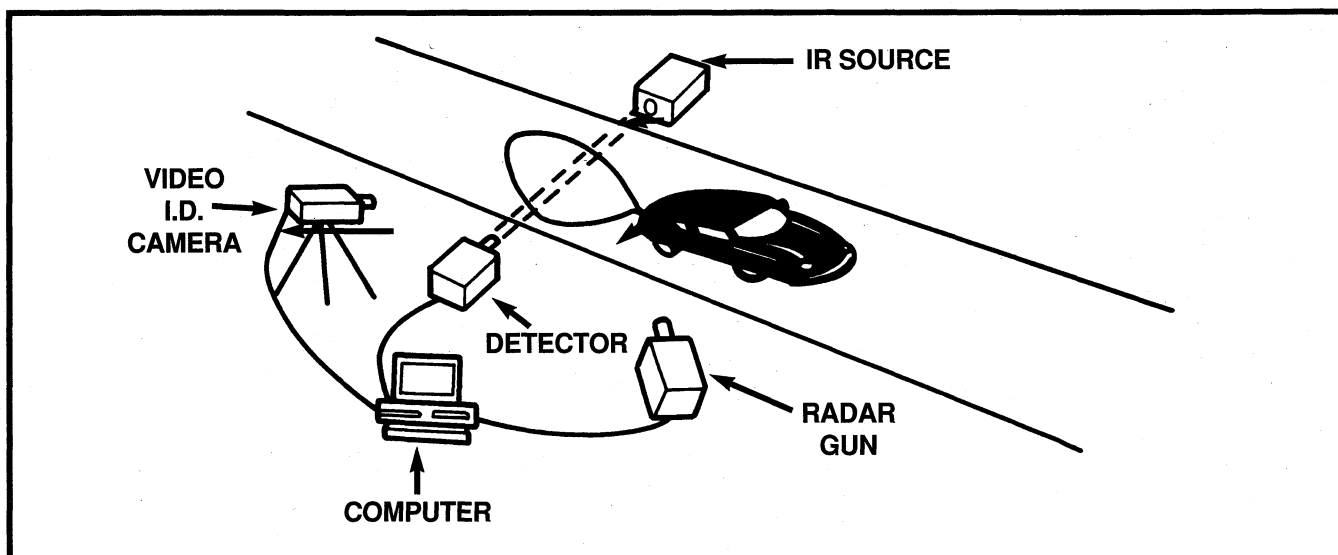 IR SOURCE
VIDEO
I.D.
CAMERA
DETECTOR
RADAR
GUN
COMPUTER